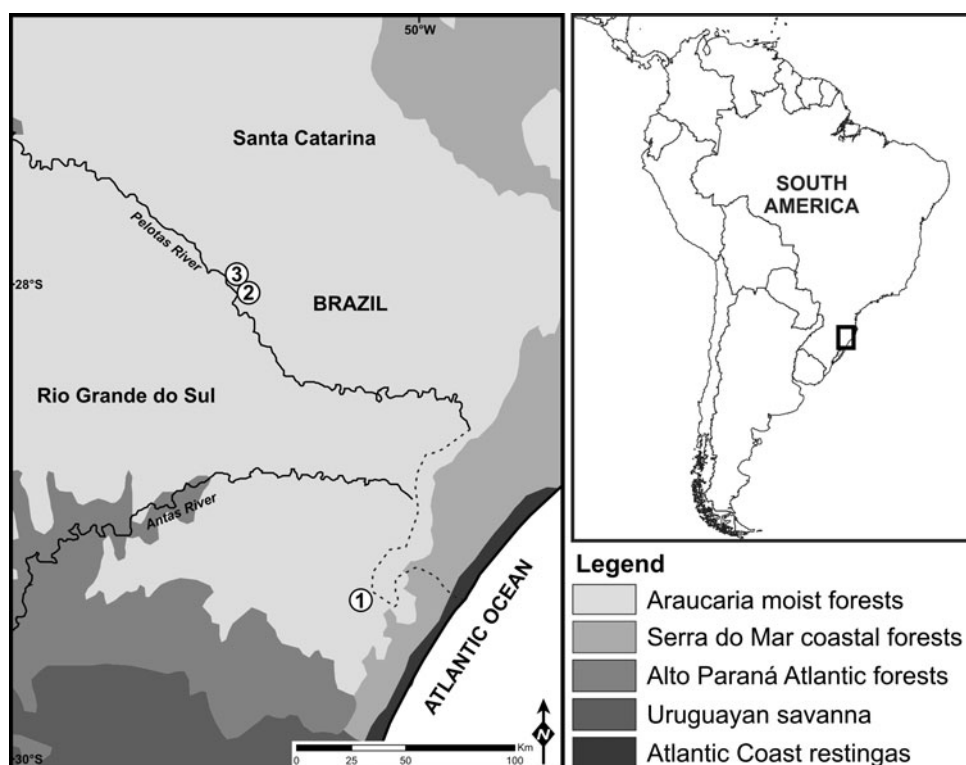 50°W
Santa Catarina
Pelotas River
3
2
28°S
BRAZIL
Rio Grande do Sul
Antas River
1
ATLANTIC OCEAN
30°S
N
Km
0 25 50 100
SOUTH
AMERICA
Legend
Araucaria moist forests
Serra do Mar coastal forests
Alto Paraná Atlantic forests
Uruguayan savanna
Atlantic Coast restingas